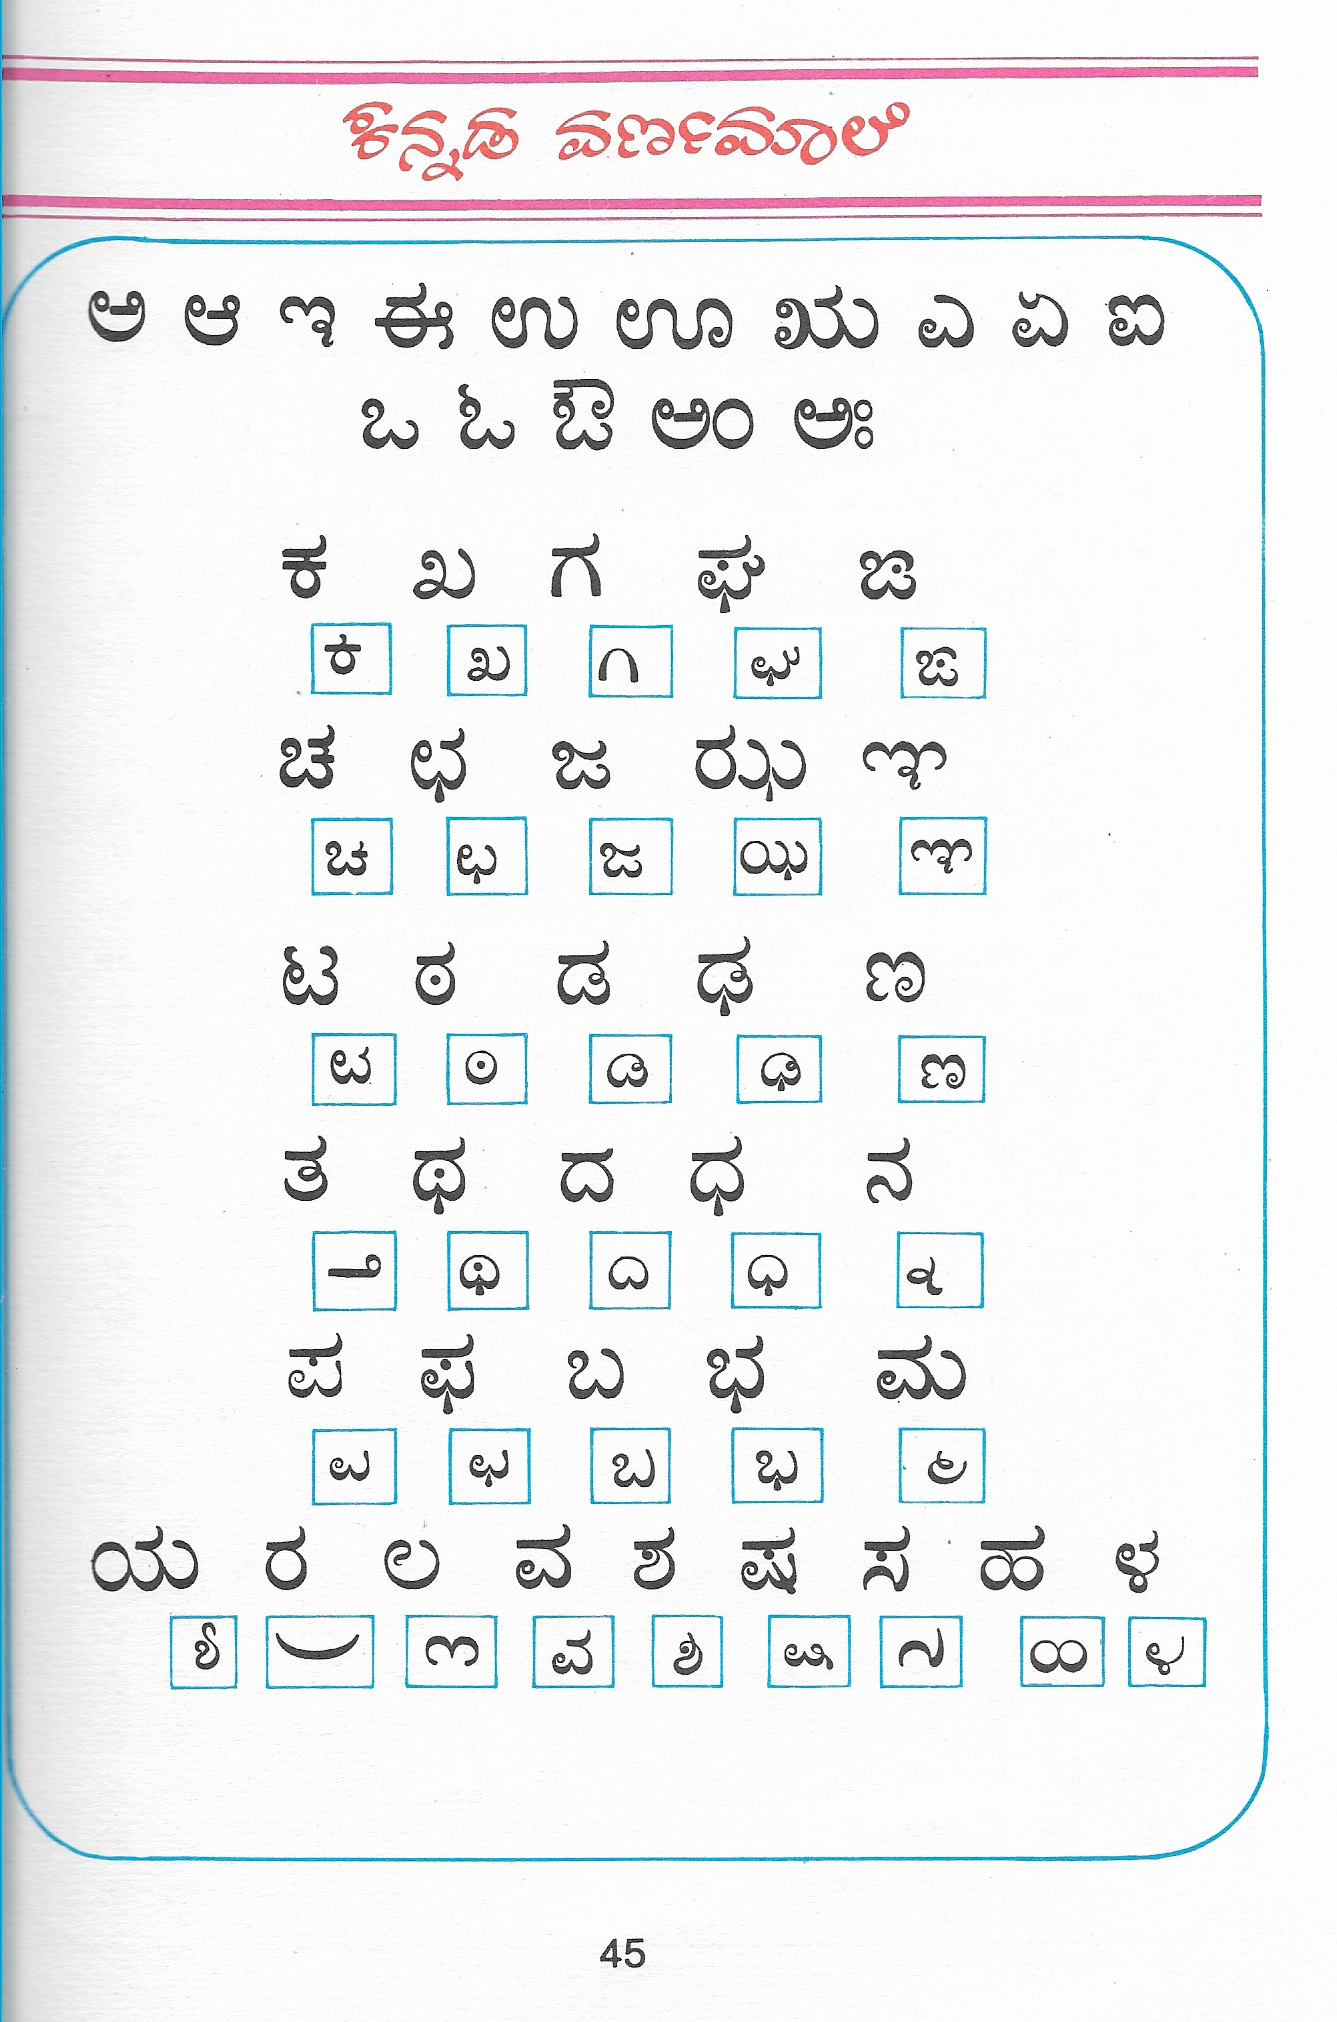 ಕನ್ನಡ ವರ್ಣಮಾಲೆ
ಅ ಆ ಇ ಈ ಉ ಊ ಋ ಎ ಏ ಐ
ಒ ಓ ಔ ಅಂ ಅಃ
ಕ ಖ ಗ ಘ ಙ
್ಕ ್ಖ ್ಗ ್ಘ ್ಙ
ಚ ಛ ಜ ಝ ಞ
್ಚ ್ಛ ್ಜ ್ಝ ್ಞ
ಟ ಠ ಡ ಢ ಣ
್ಟ ್ಠ ್ಡ ್ಢ ್ಣ
ತ ಥ ದ ಧ ನ
್ತ ್ಥ ್ದ ್ಧ ್ನ
ಪ ಫ ಬ ಭ ಮ
್ಪ ್ಫ ್ಬ ್ಭ ್ಮ
ಯ ರ ಲ ವ ಶ ಷ ಸ ಹ ಳ
್ಯ ್ರ ್ಲ ್ವ ್ಶ ್ಷ ್ಸ ್ಹ ್ಳ
45